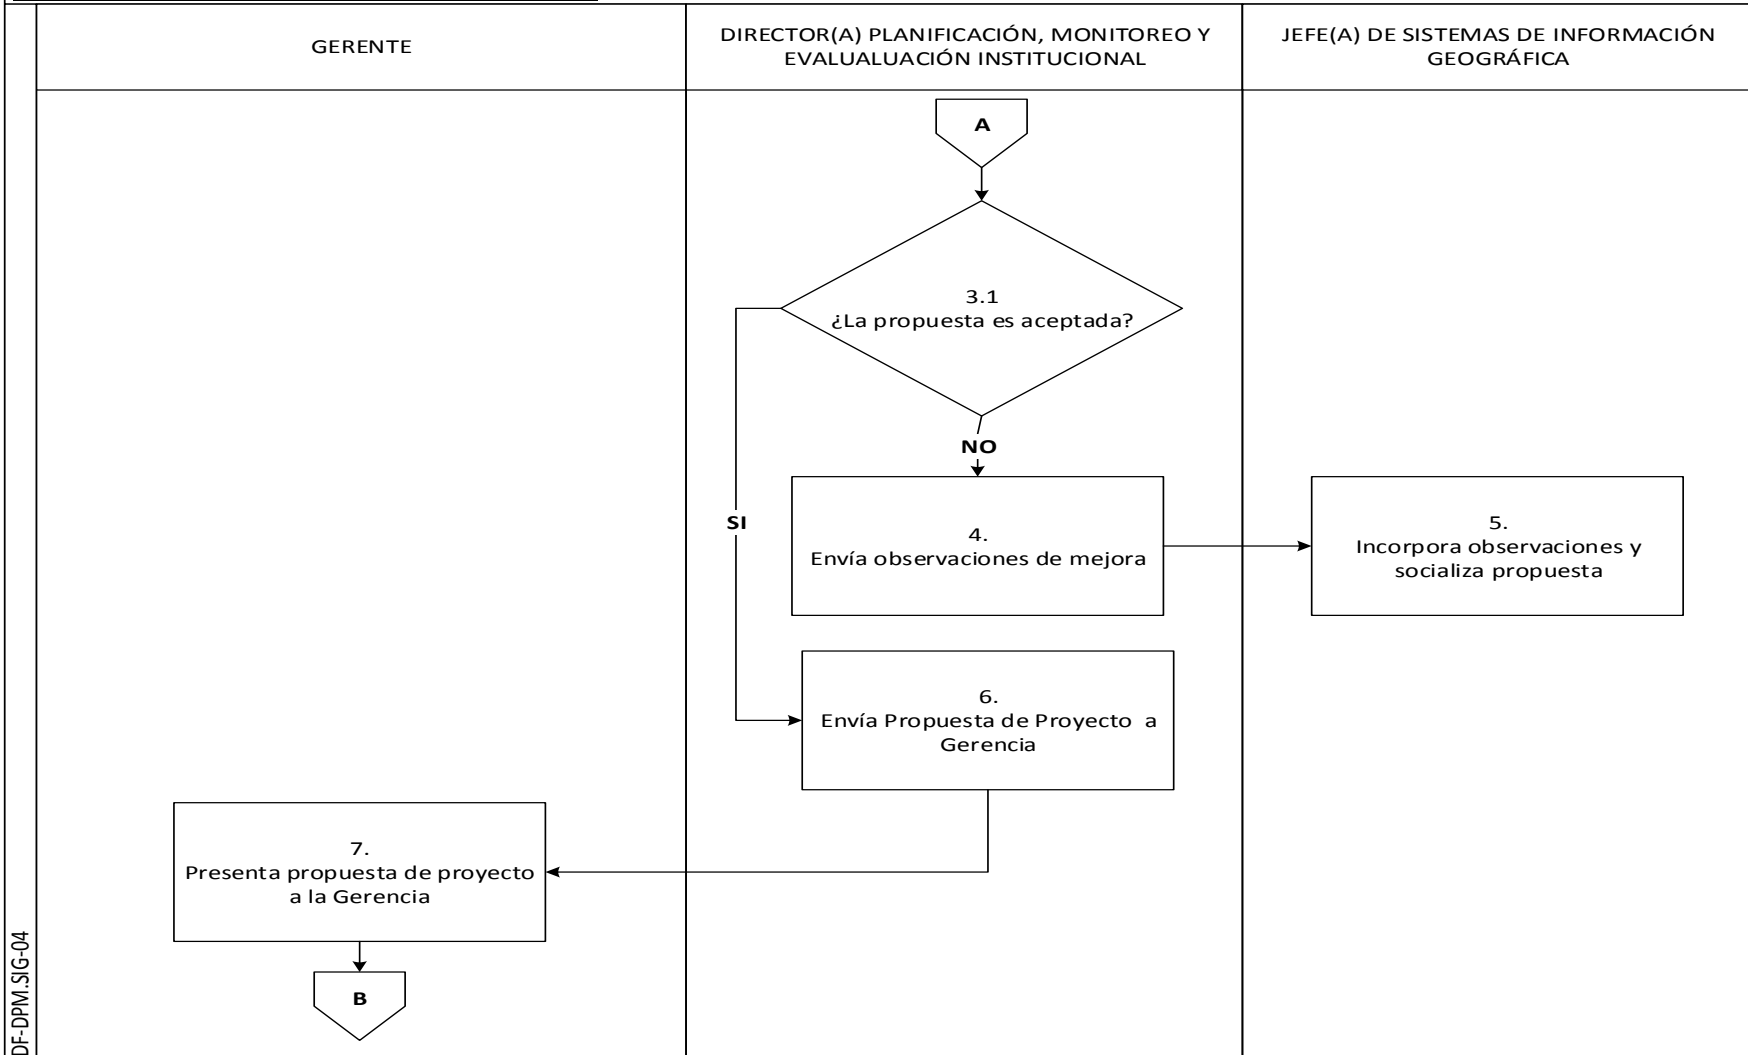 GERENTE
DIRECTOR(A) PLANIFICACIÓN, MONITOREO Y
EVALUALUACIÓN INSTITUCIONAL
JEFE(A) DE SISTEMAS DE INFORMACIÓN
GEOGRÁFICA
A
3.1
¿La propuesta es aceptada?
NO
SI
4.
Envía observaciones de mejora
5.
Incorpora observaciones y
socializa propuesta
6.
Envía Propuesta de Proyecto a
Gerencia
7.
Presenta propuesta de proyecto
a la Gerencia
B
DF-DPM.SIG-04